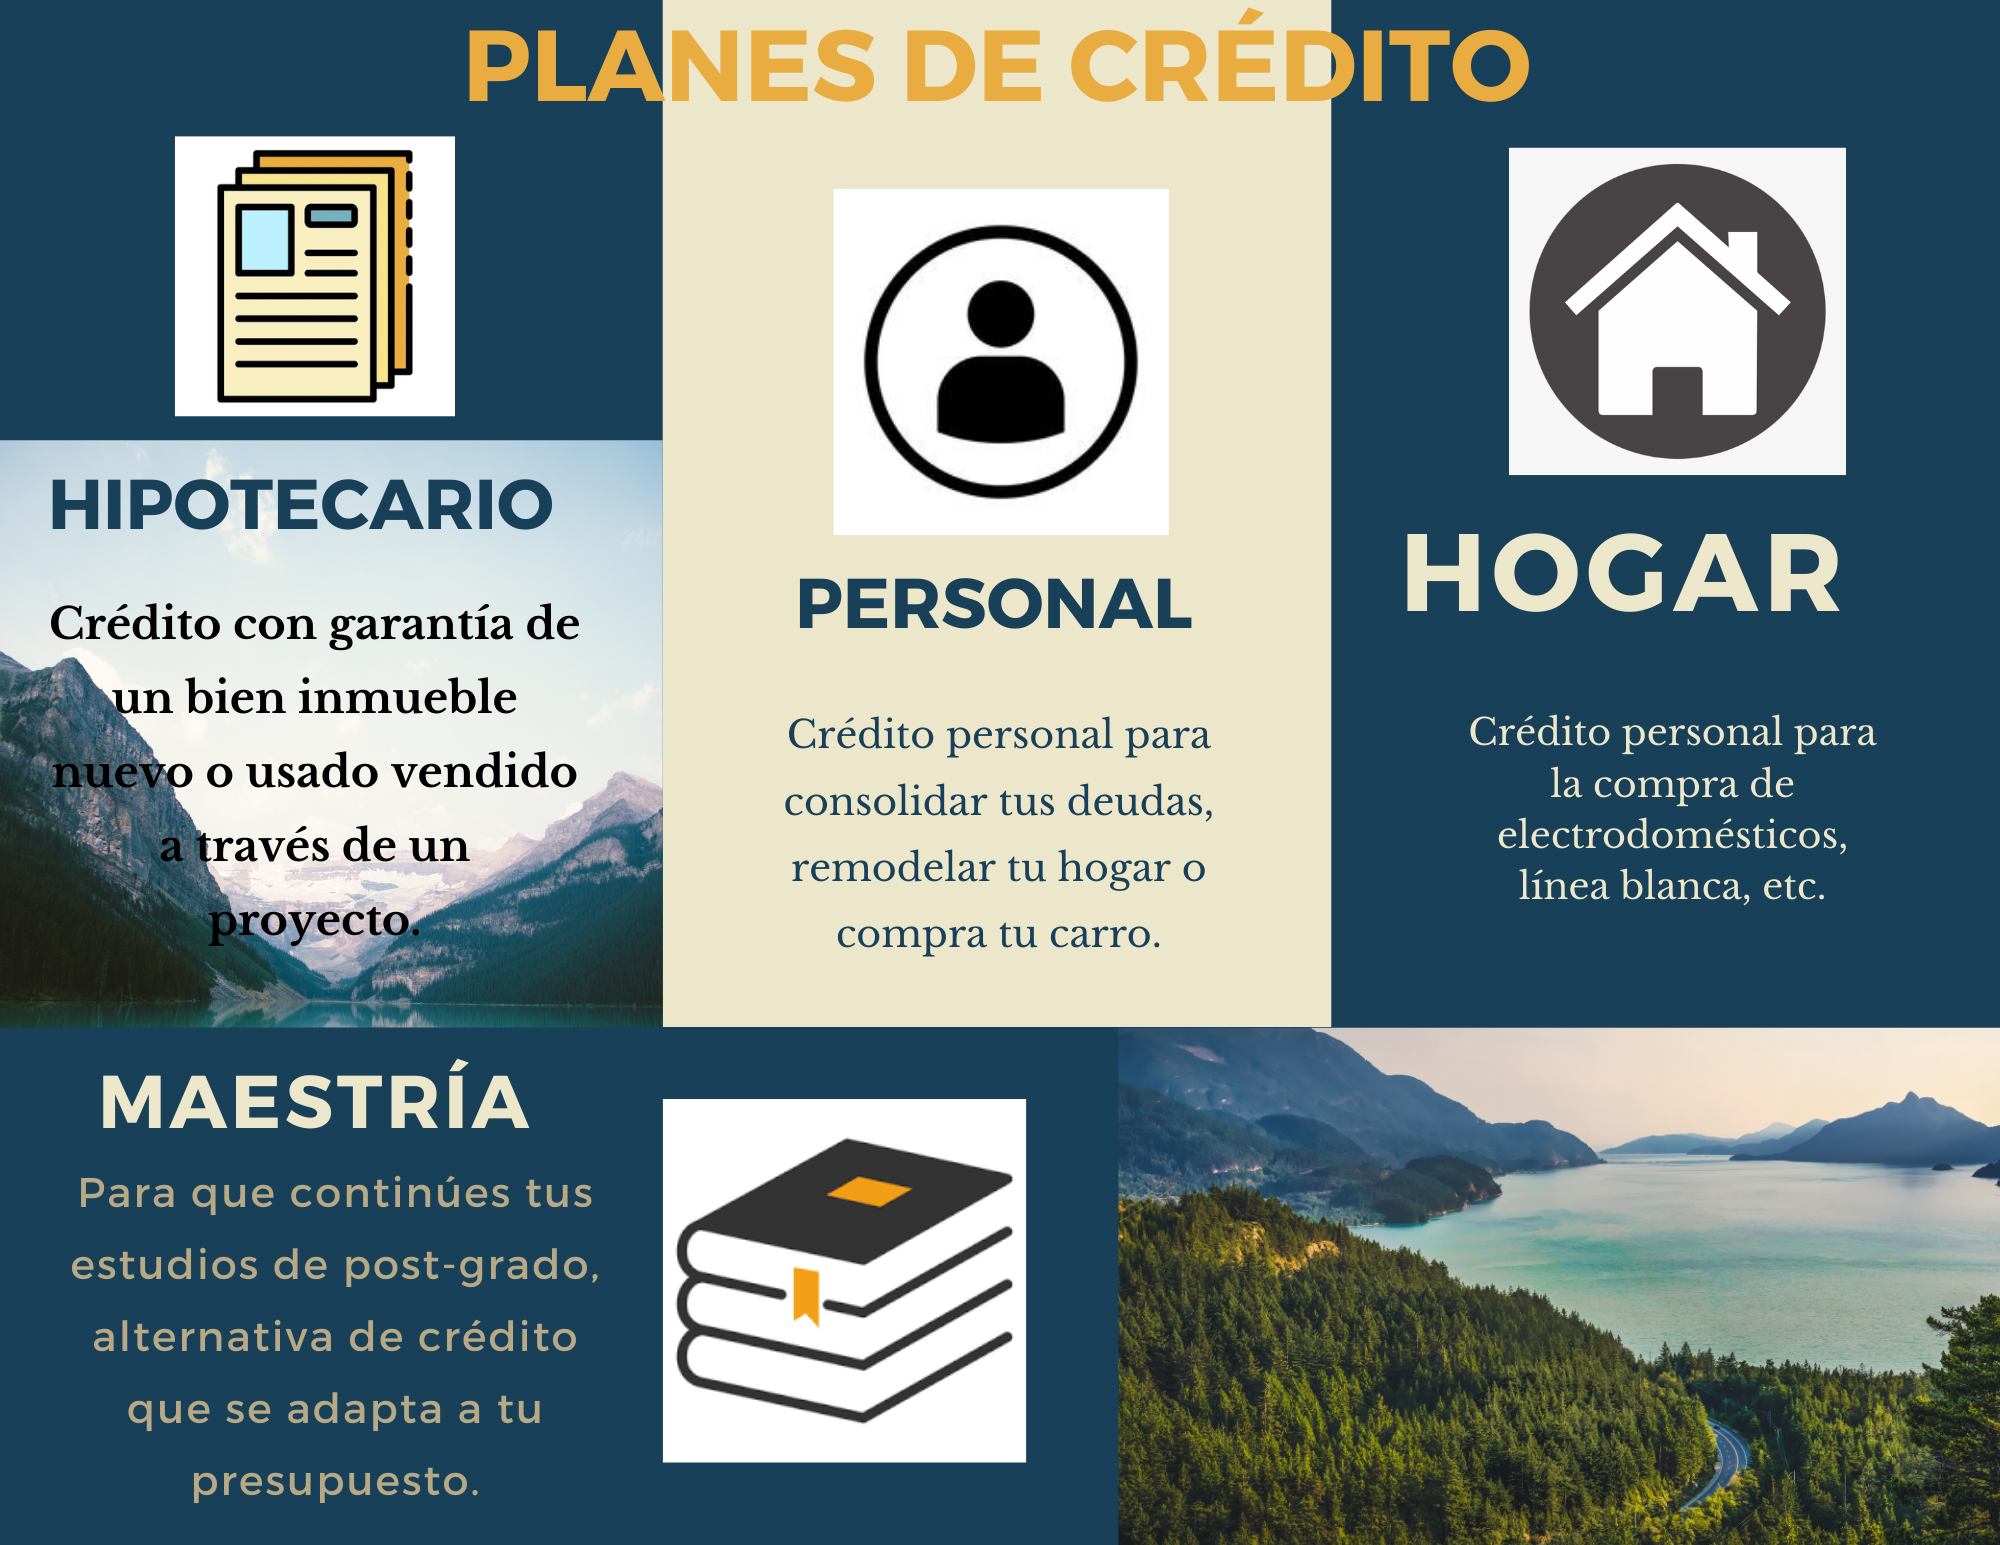 PLANES DE CRÉDITO
HIPOTECARIO
Crédito con garantía de
un bien inmueble
nuevo o usado vendido
a través de un
proyecto.
PERSONAL
Crédito personal para
consolidar tus deudas,
remodelar tu hogar o
compra tu carro.
HOGAR
Crédito personal para
la compra de
electrodomésticos,
línea blanca, etc.
MAESTRÍA
Para que continúes tus
estudios de post-grado,
alternativa de crédito
que se adapta a tu
presupuesto.